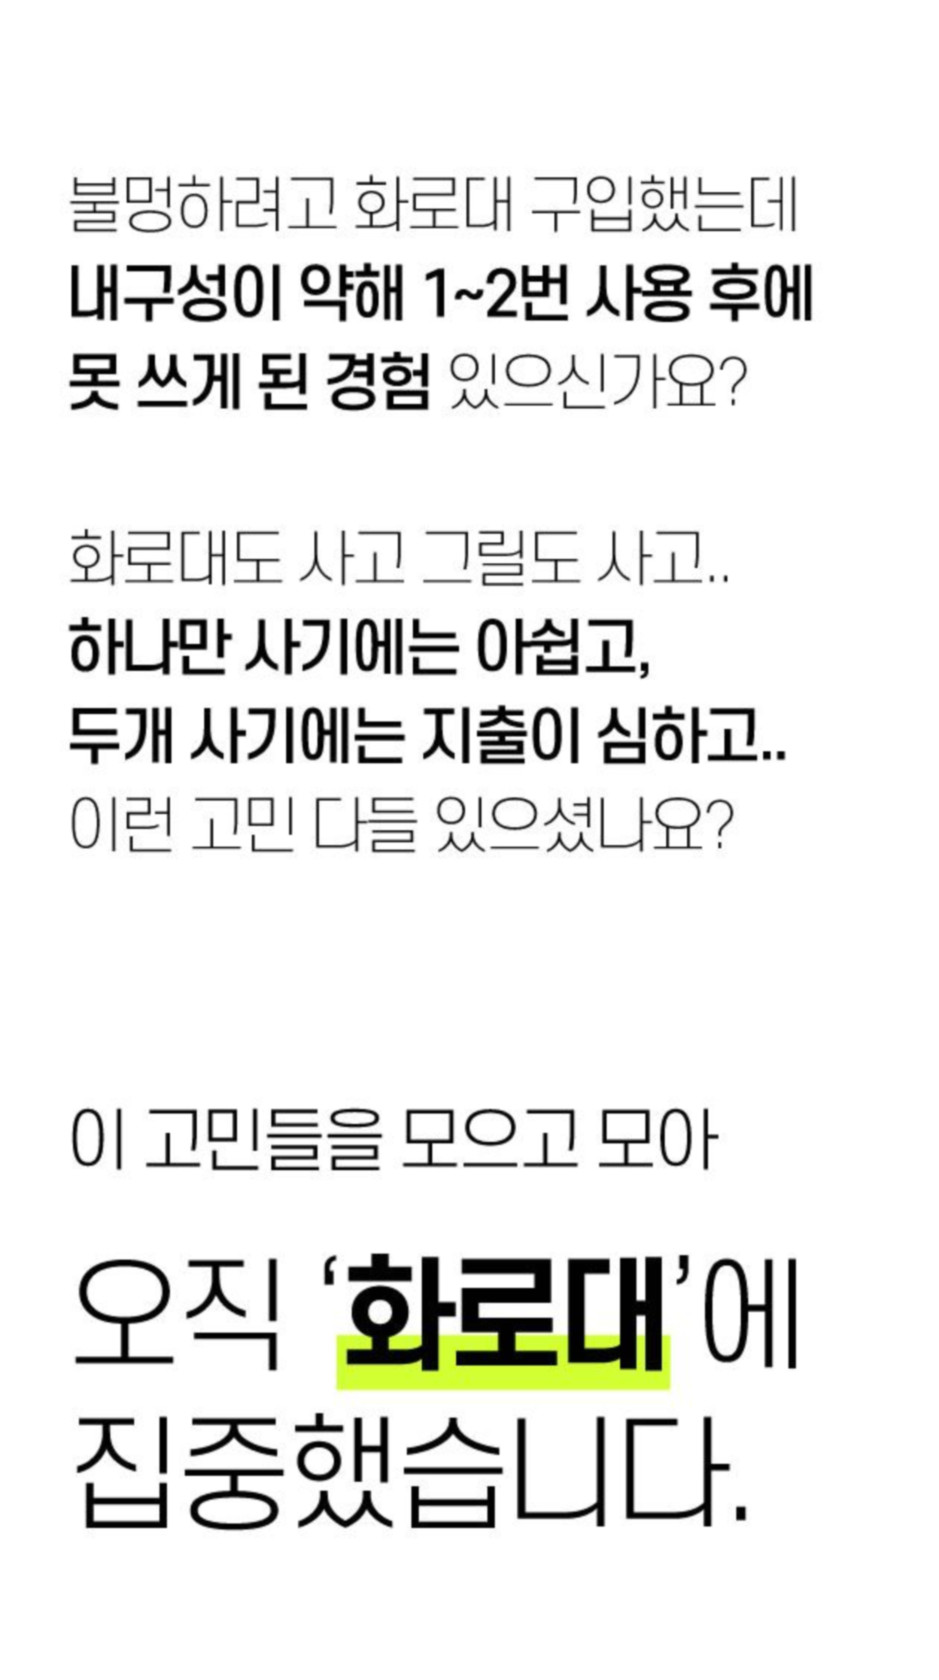 불멍하려고 화로대 구입했는데
내구성이 약해 1~2번 사용 후에
못 쓰게 된 경험 있으신가요?
화로대도 사고 그릴도 사고..
하나만 사기에는 아쉽고,
두개 사기에는 지출이 심하고..
이런 고민 다들 있으셨나요?
이 고민들을 모으고 모아
오직 ‘화로대’에
집중했습니다.